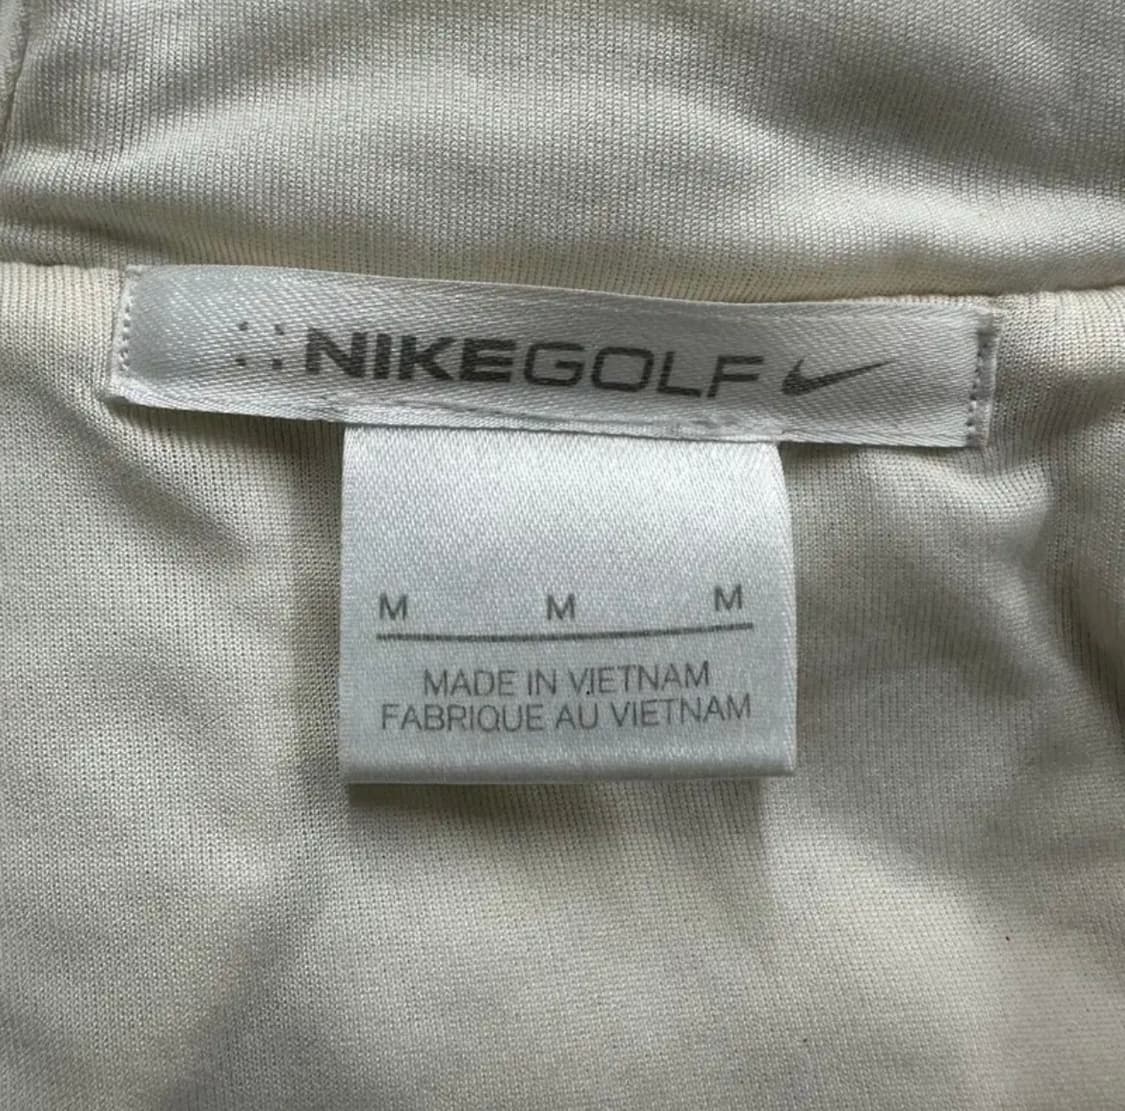 NIKEGOLF
M M M
MADE IN VIETNAM
FABRIQUE AU VIETNAM